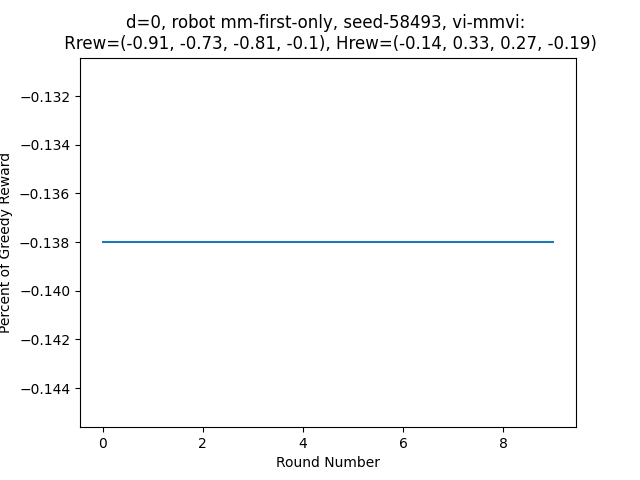 d=0, robot mm-first-only, seed-58493, vi-mmvi:
Rrew=(-0.91, -0.73, -0.81, -0.1), Hrew=(-0.14, 0.33, 0.27, -0.19)
−0.132
−0.134
−0.136
−0.138
−0.140
−0.142
−0.144
Percent of Greedy Reward
0 2 4 6 8
Round Number